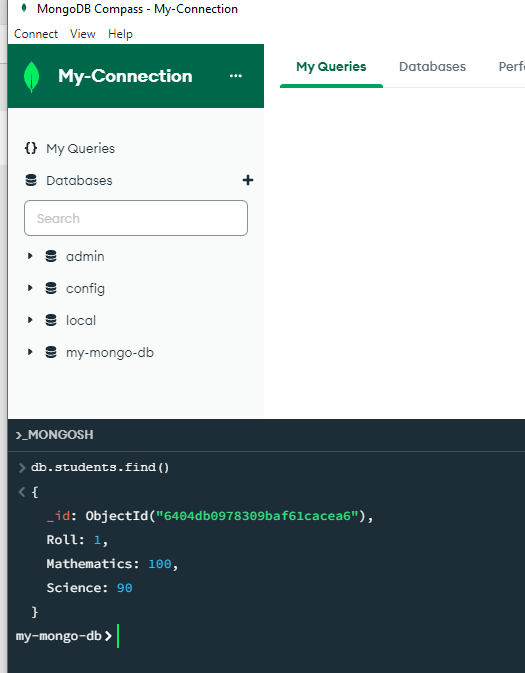 MongoDB Compass - My-Connection
Connect View Help
My-Connection ...
My Queries Databases
{} My Queries
Databases +
Search
admin
config
local
my-mongo-db
>_MONGOSH
> db.students.find()
< {
_id: ObjectId("6404db0978309baf61cacea6"),
Roll: 1,
Mathematics: 100,
Science: 90
}
my-mongo-db>